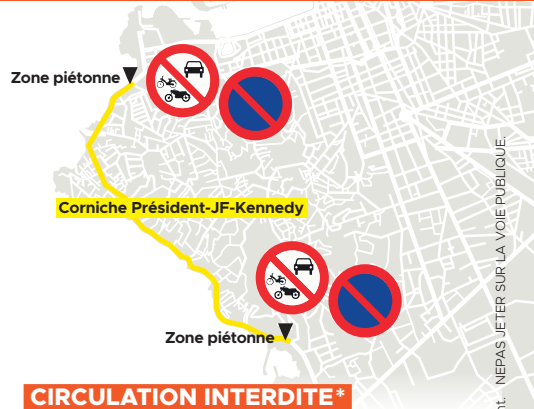 Zone piétonne
Corniche Président-JF-Kennedy
Zone piétonne
CIRCULATION INTERDITE*
NEPAS JETER SUR LA VOIE PUBLIQUE.